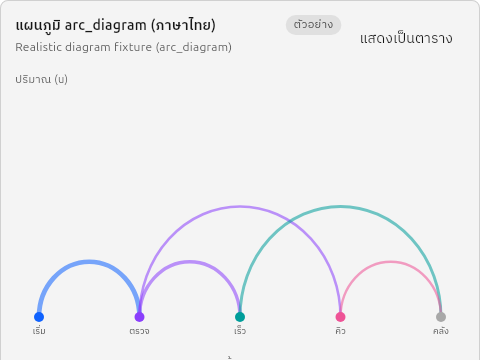 แผนภูมิ arc_diagram (ภาษาไทย)
ตัวอย่าง
แสดงเป็นตาราง
Realistic diagram fixture (arc_diagram)
ปริมาณ (น)
เริ่ม
ตรวจ
เร็ว
คิว
คลัง